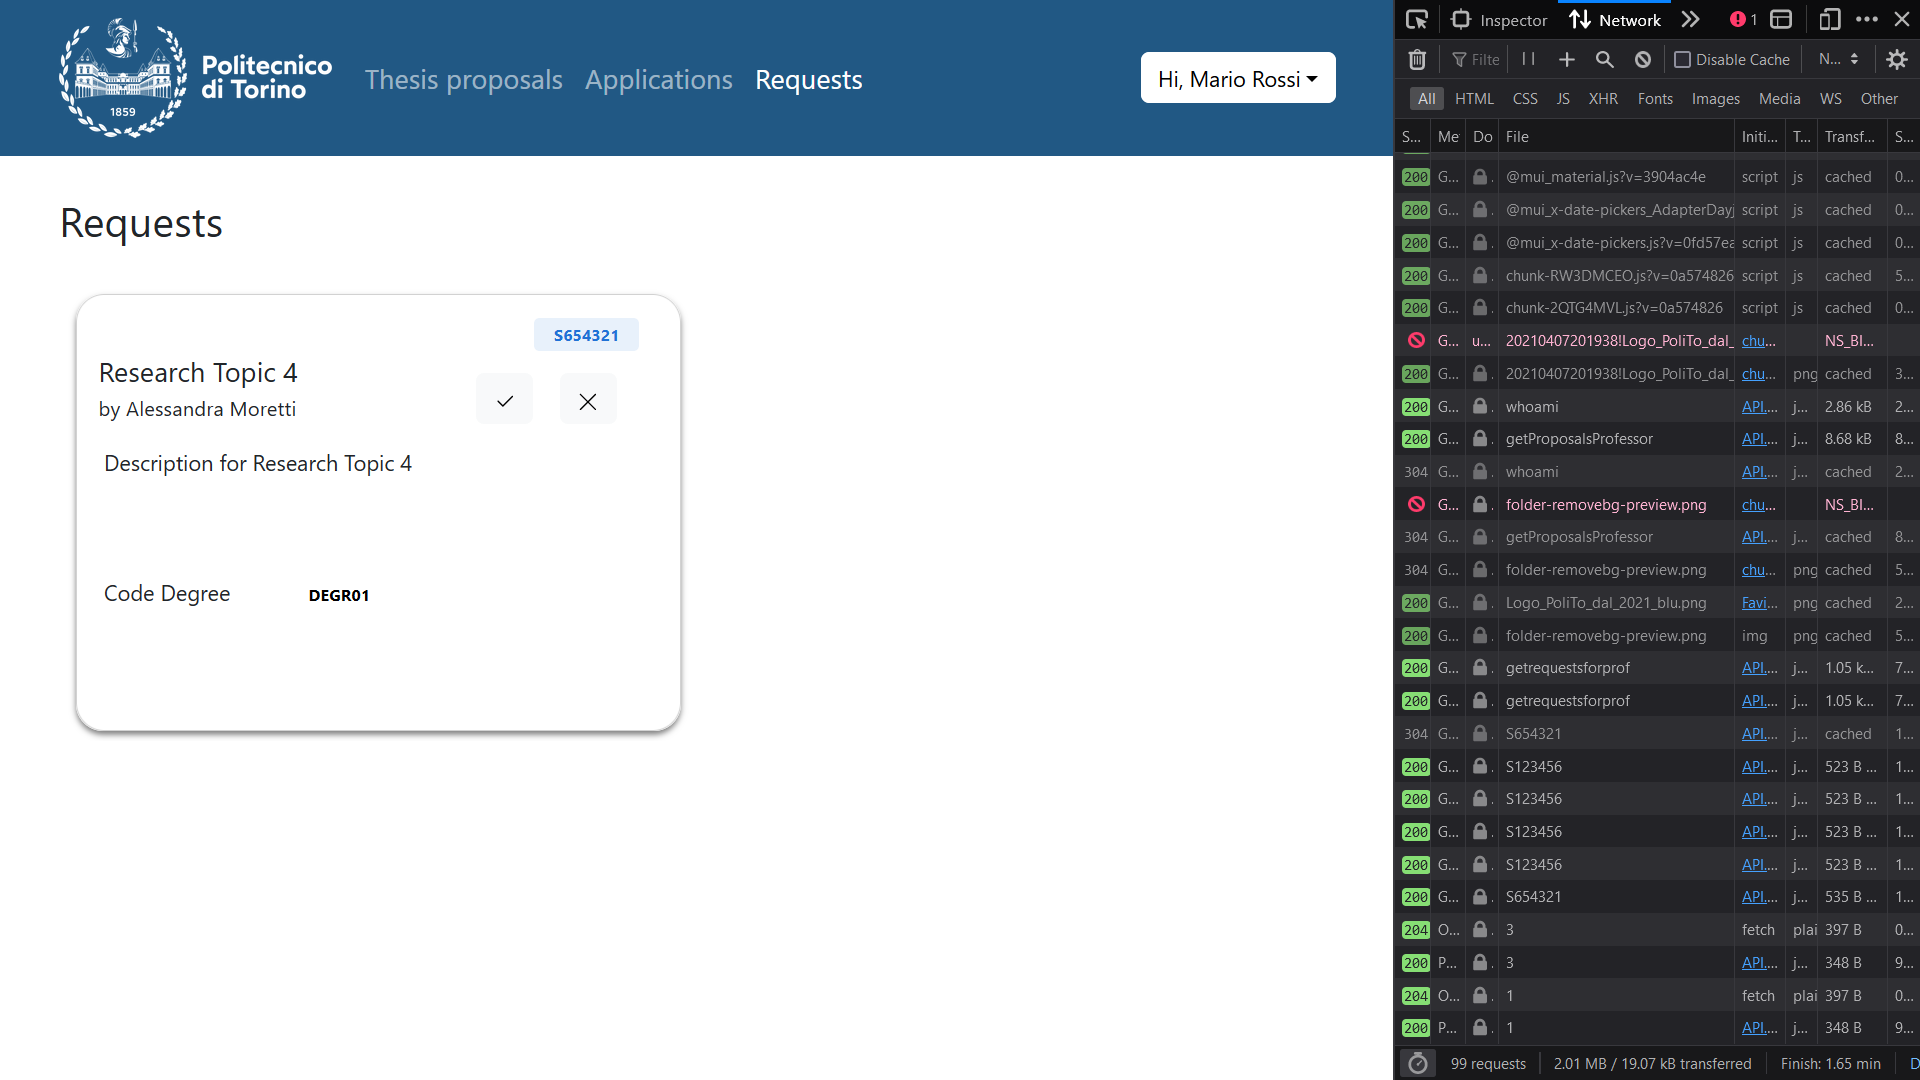 Politecnico
di Torino
1859
Thesis proposals Applications Requests
Hi, Mario Rossi
Requests
S654321
Research Topic 4
by Alessandra Moretti
Description for Research Topic 4
Code Degree DEGR01
Inspector Network 1
Filte Disable Cache N...
All HTML CSS JS XHR Fonts Images Media WS Other
S... Me Do File Initi... T... Transf... S...
200 G... @mui_material.js?v=3904ac4e script js cached 0...
200 G... @mui_x-date-pickers_AdapterDayj script js cached 0...
200 G... @mui_x-date-pickers.js?v=0fd57ea script js cached 0...
200 G... chunk-RW3DMCEO.js?v=0a574826 script js cached 5...
200 G... chunk-2QTG4MVL.js?v=0a574826 script js cached 0...
G... u... 20210407201938!Logo_PoliTo_dal_ chu... NS_BI...
200 G... 20210407201938!Logo_PoliTo_dal_ chu... png cached 3...
200 G... whoami API.... j... 2.86 kB 2...
200 G... getProposalsProfessor API.... j... 8.68 kB 8...
304 G... whoami API.... j... cached 2...
G... folder-removebg-preview.png chu... NS_BI...
304 G... getProposalsProfessor API.... j... cached 8...
304 G... folder-removebg-preview.png chu... png cached 5...
200 G... Logo_PoliTo_dal_2021_blu.png Favi... png cached 2...
200 G... folder-removebg-preview.png img png cached 5...
200 G... getrequestsforprof API.... j... 1.05 k... 7...
200 G... getrequestsforprof API.... j... 1.05 k... 7...
304 G... S654321 API.... j... cached 1...
200 G... S123456 API.... j... 523 B ... 1...
200 G... S123456 API.... j... 523 B ... 1...
200 G... S123456 API.... j... 523 B ... 1...
200 G... S123456 API.... j... 523 B ... 1...
200 G... S654321 API.... j... 535 B ... 1...
204 O... 3 fetch plai 397 B 0...
200 P... 3 API.... j... 348 B 9...
204 O... 1 fetch plai 397 B 0...
200 P... 1 API.... j... 348 B 9...
99 requests 2.01 MB / 19.07 kB transferred Finish: 1.65 min D